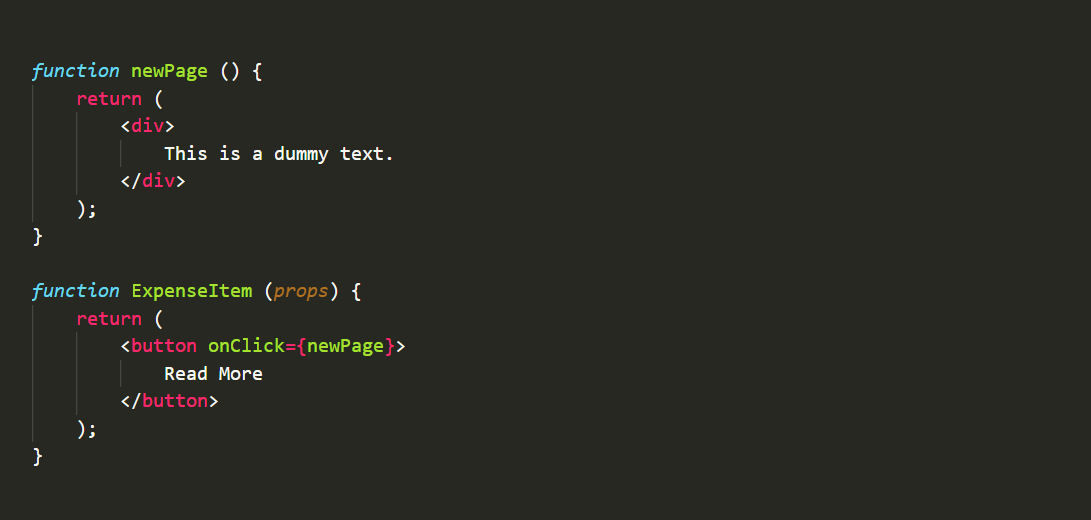 function newPage () {
    return (
        <div>
            This is a dummy text.
        </div>
    );
}

function ExpenseItem (props) {
    return (
        <button onClick={newPage}>
            Read More
        </button>
    );
}